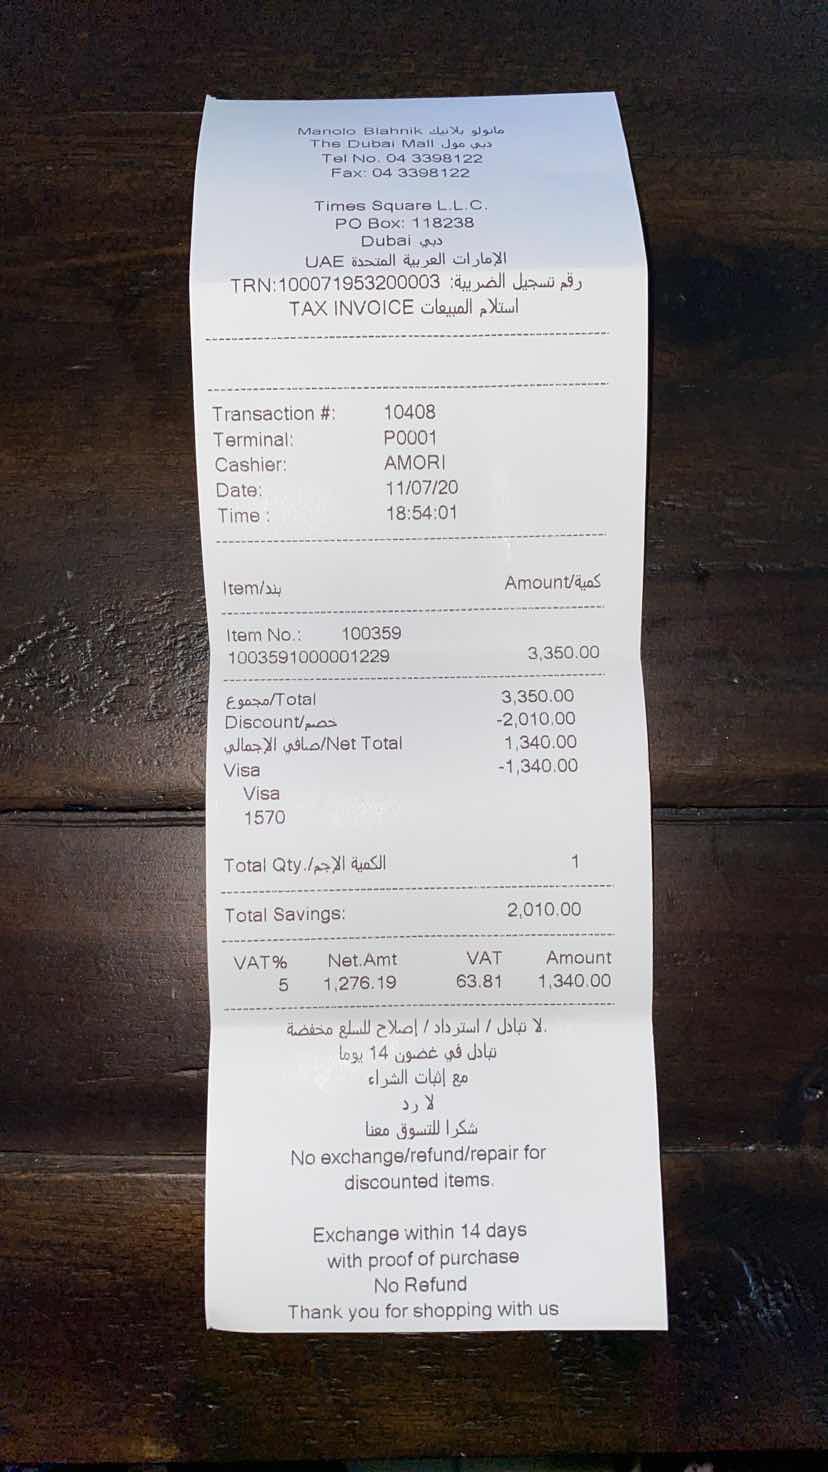 Manolo Blahnik مانولو بلانيك
The Dubai Mall دبي مول
Tel No. 04 3398122
Fax: 04 3398122
Times Square L.L.C.
PO Box: 118238
Dubai دبي
UAE الإمارات العربية المتحدة
TRN:100071953200003 رقم تسجيل الضريبة:
TAX INVOICE استلام المبيعات
Transaction #: 10408
Terminal: P0001
Cashier: AMORI
Date: 11/07/20
Time : 18:54:01
Item/بند Amount/كمية
Item No.: 100359
1003591000001229 3,350.00
مجموع/Total 3,350.00
Discount/خصم -2,010.00
صافي الإجمالي/Net Total 1,340.00
Visa -1,340.00
Visa
1570
Total Qty./الكمية الإجم 1
Total Savings: 2,010.00
VAT% Net.Amt VAT Amount
5 1,276.19 63.81 1,340.00
لا تبادل / استرداد / إصلاح للسلع مخفضة.
تبادل في غضون 14 يوما
مع إثبات الشراء
لا رد
شكرا للتسوق معنا
No exchange/refund/repair for
discounted items.
Exchange within 14 days
with proof of purchase
No Refund
Thank you for shopping with us